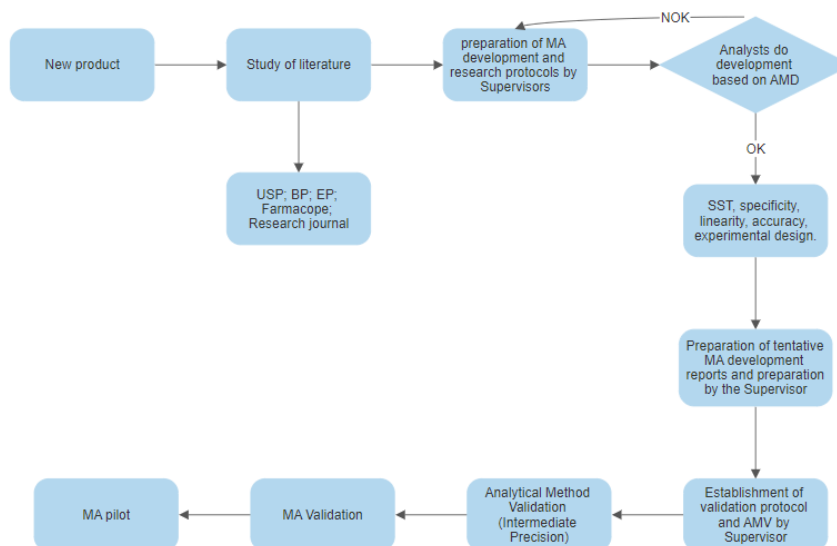 NOK
New product
Study of literature
preparation of MA
development and
research protocols by
Supervisors
Analysts do
development
based on AMD
OK
USP; BP; EP;
Farmacope;
Research journal
SST, specificity,
linearity, accuracy,
experimental design.
Preparation of tentative
MA development
reports and preparation
by the Supervisor
MA pilot
MA Validation
Analytical Method
Validation
(Intermediate
Precision)
Establishment of
validation protocol
and AMV by
Supervisor